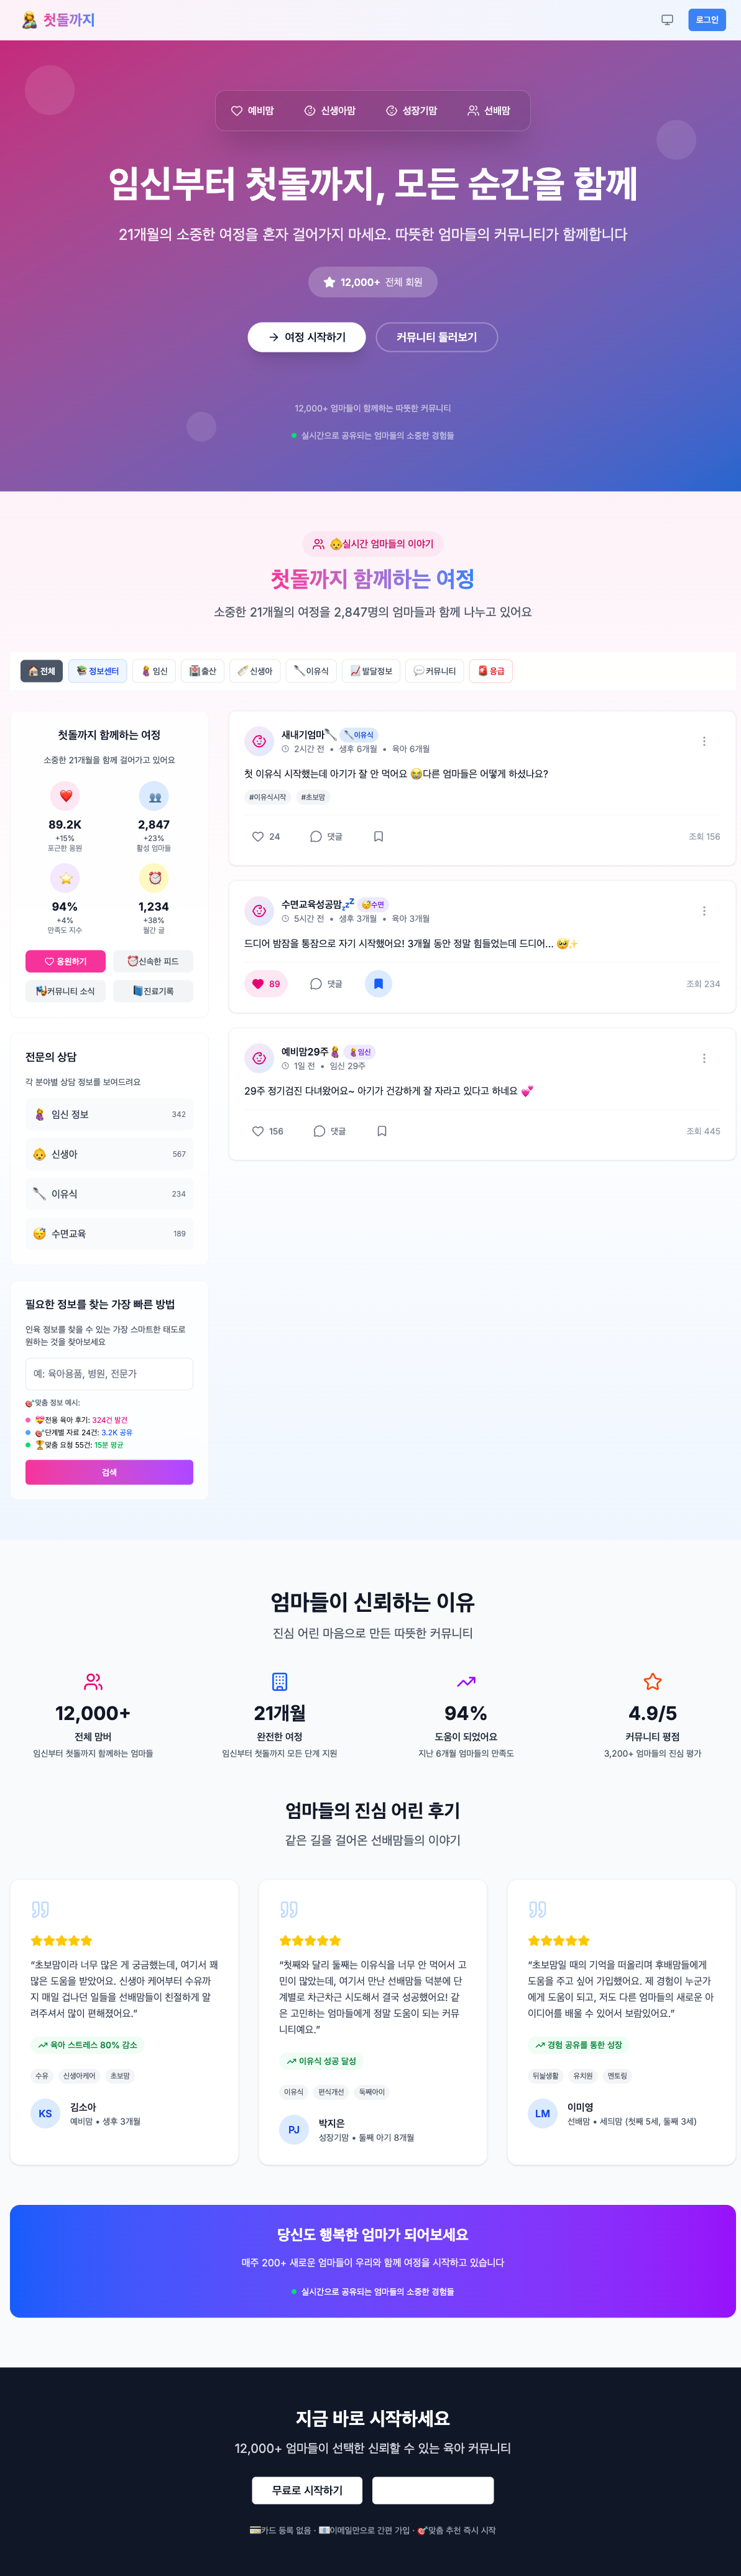 첫돌까지
로그인
예비맘
신생아맘
성장기맘
선배맘
임신부터 첫돌까지, 모든 순간을 함께
21개월의 소중한 여정을 혼자 걸어가지 마세요. 따뜻한 엄마들의 커뮤니티가 함께합니다
12,000+ 전체 회원
여정 시작하기
커뮤니티 둘러보기
12,000+ 엄마들이 함께하는 따뜻한 커뮤니티
실시간으로 공유되는 엄마들의 소중한 경험들
👶실시간 엄마들의 이야기
첫돌까지 함께하는 여정
소중한 21개월의 여정을 2,847명의 엄마들과 함께 나누고 있어요
🏠 전체
📚 정보센터
🤱 임신
🏥 출산
🍼 신생아
🥄 이유식
📈 발달정보
💬 커뮤니티
🚨 응급
첫돌까지 함께하는 여정
소중한 21개월을 함께 걸어가고 있어요
89.2K
+15%
포근한 응원
2,847
+23%
활성 엄마들
94%
+4%
만족도 지수
1,234
+38%
월간 글
응원하기
⏰신속한 피드
커뮤니티 소식
진료기록
전문의 상담
각 분야별 상담 정보를 보여드려요
임신 정보
342
신생아
567
이유식
234
수면교육
189
필요한 정보를 찾는 가장 빠른 방법
인육 정보를 찾을 수 있는 가장 스마트한 태도로
원하는 것을 찾아보세요
예: 육아용품, 병원, 전문가
🎯맞춤 정보 예시:
💝전용 육아 후기: 324건 발견
🎯단계별 자료 24건: 3.2K 공유
🏆맞춤 요청 55건: 15분 평균
검색
새내기엄마🥄 🥄이유식
2시간 전 • 생후 6개월 • 육아 6개월
첫 이유식 시작했는데 아기가 잘 안 먹어요 😭다른 엄마들은 어떻게 하셨나요?
#이유식시작 #초보맘
24
댓글
조회 156
수면교육성공맘💤 😴수면
5시간 전 • 생후 3개월 • 육아 3개월
드디어 밤잠을 통잠으로 자기 시작했어요! 3개월 동안 정말 힘들었는데 드디어... 🥹✨
89
댓글
조회 234
예비맘29주🤰 🤰임신
1일 전 • 임신 29주
29주 정기검진 다녀왔어요~ 아기가 건강하게 잘 자라고 있다고 하네요 💕
156
댓글
조회 445
엄마들이 신뢰하는 이유
진심 어린 마음으로 만든 따뜻한 커뮤니티
12,000+
전체 맘버
임신부터 첫돌까지 함께하는 맘들
21개월
완전한 여정
임신부터 첫돌까지 모든 단계 지원
94%
도움이 되었어요
지난 6개월 엄마들의 만족도
4.9/5
커뮤니티 평점
3,200+ 엄마들의 진심 평가
엄마들의 진심 어린 후기
같은 길을 걸어온 선배맘들의 이야기
“초보맘이라 너무 많은 게 궁금했는데, 여기서 꽤
많은 도움을 받았어요. 신생아 케어부터 수유까
지 매일 겁나던 일들을 선배맘들이 친절하게 알
려주셔서 많이 편해졌어요.”
육아 스트레스 80% 감소
수유 신생아케어 초보맘
KS
김소아
예비맘 • 생후 3개월
“첫째와 달리 둘째는 이유식을 너무 안 먹어서 고
민이 많았는데, 여기서 만난 선배맘들 덕분에 단
계별로 차근차근 시도해서 결국 성공했어요! 같
은 고민하는 엄마들에게 정말 도움이 되는 커뮤
니티예요.”
이유식 성공 달성
이유식 편식개선 둑째아이
PJ
박지은
성장기맘 • 둘째 아기 8개월
“초보맘일 때의 기억을 떠올리며 후배맘들에게
도움을 주고 싶어 가입했어요. 제 경험이 누군가
에게 도움이 되고, 저도 다른 엄마들의 새로운 아
이디어를 배울 수 있어서 보람있어요.”
경험 공유를 통한 성장
뒤뇔생활 유치원 멘토링
LM
이미영
선배맘 • 세듸맘 (첫째 5세, 둘째 3세)
당신도 행복한 엄마가 되어보세요
매주 200+ 새로운 엄마들이 우리와 함께 여정을 시작하고 있습니다
실시간으로 공유되는 엄마들의 소중한 경험들
지금 바로 시작하세요
12,000+ 엄마들이 선택한 신뢰할 수 있는 육아 커뮤니티
무료로 시작하기
💳카드 등록 없음 · 📧이메일만으로 간편 가입 · 🎯맞춤 추천 즉시 시작